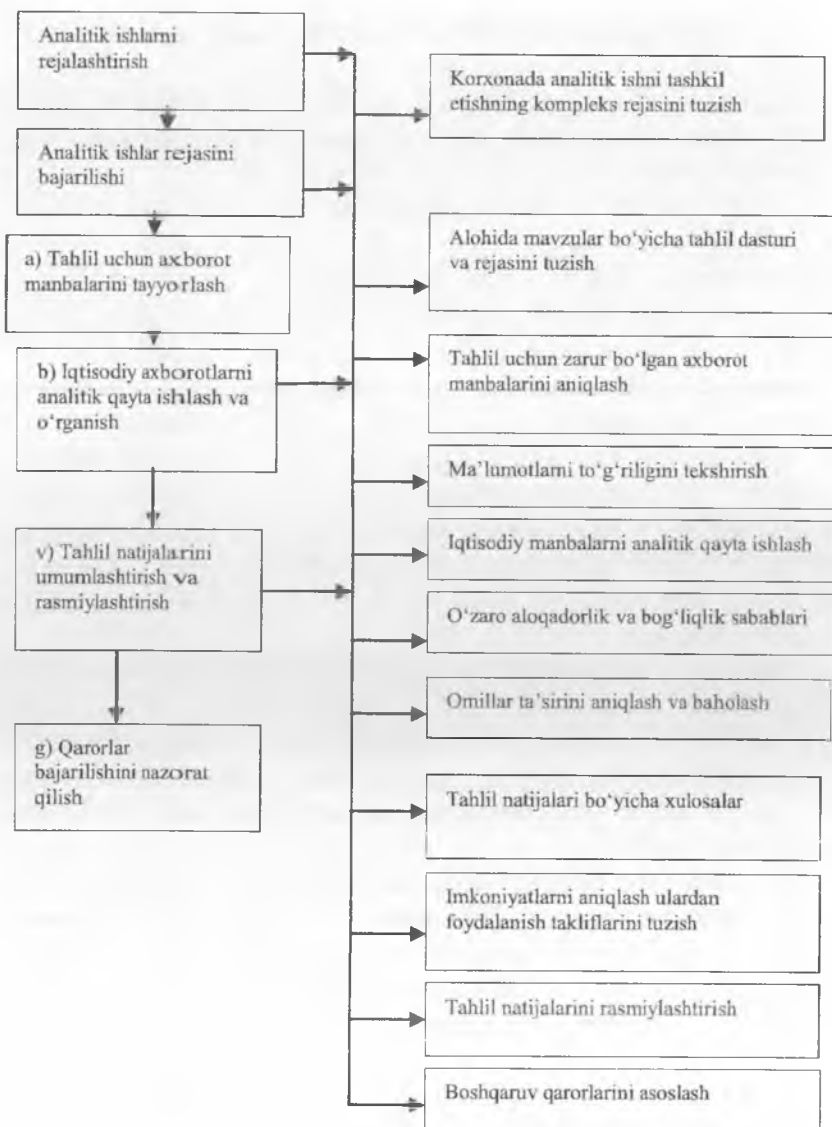 Analitik ishlarni
rejalashtirish
Analitik ishlar rejasini
bajarilishi
a) Tahlil uchun axborot
manbalarini tayyorlash
b) Iqtisodiy axborotlarni
analitik qayta ishlash va
o‘rganish
v) Tahlil natijalarini
umumlashtirish va
rasmiylashtirish
g) Qarorlar
bajarilishini nazorat
qilish
Korxonada analitik ishni tashkil
etishning kompleks rejasini tuzish
Alohida mavzular bo‘yicha tahlil dasturi
va rejasini tuzish
Tahlil uchun zarur bo‘lgan axborot
manbalarini aniqlash
Ma’lumotlarni to‘g‘riligini tekshirish
Iqtisodiy manbalarni analitik qayta ishlash
O‘zaro aloqadorlik va bog‘liqlik sabablari
Omillar ta’sirini aniqlash va baholash
Tahlil natijalari bo‘yicha xulosalar
Imkoniyatlarni aniqlash ulardan
foydalanish takliflarini tuzish
Tahlil natijalarini rasmiylashtirish
Boshqaruv qarorlarini asoslash